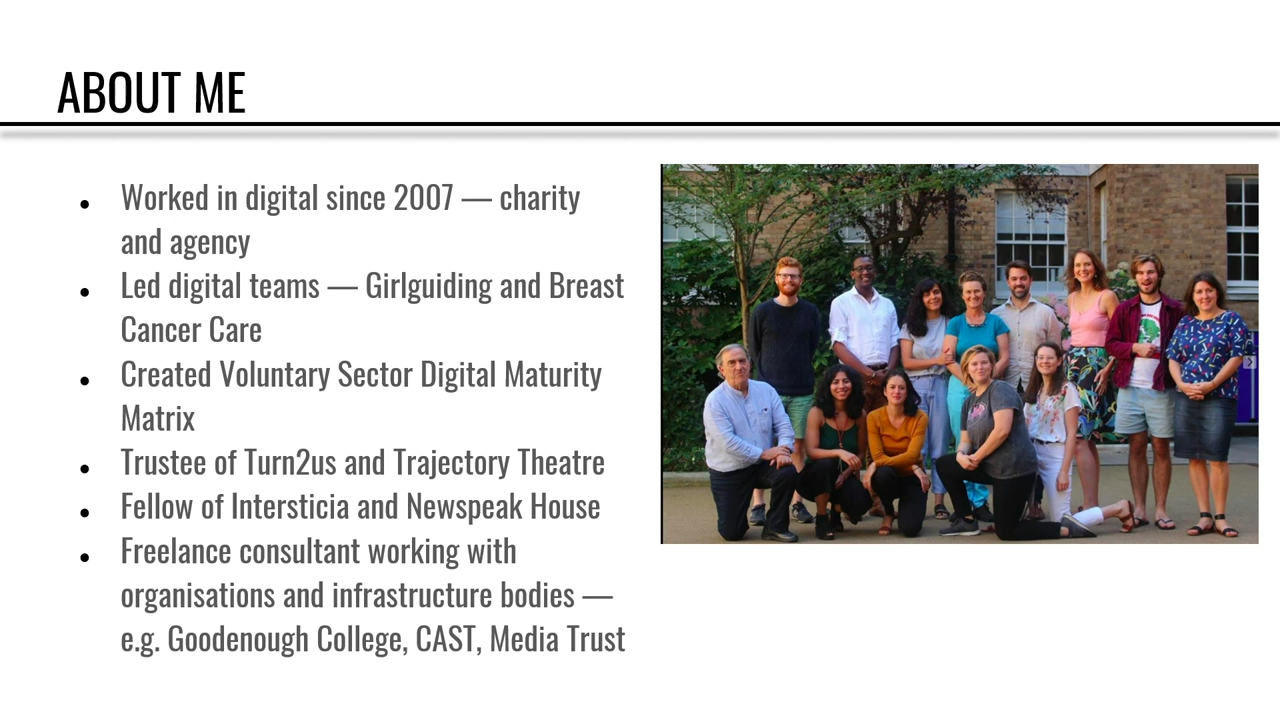 ABOUT ME
Worked in digital since 2007 — charity
and agency
Led digital teams — Girlguiding and Breast
Cancer Care
Created Voluntary Sector Digital Maturity
Matrix
Trustee of Turn2us and Trajectory Theatre
Fellow of Intersticia and Newspeak House
Freelance consultant working with
organisations and infrastructure bodies —
e.g. Goodenough College, CAST, Media Trust